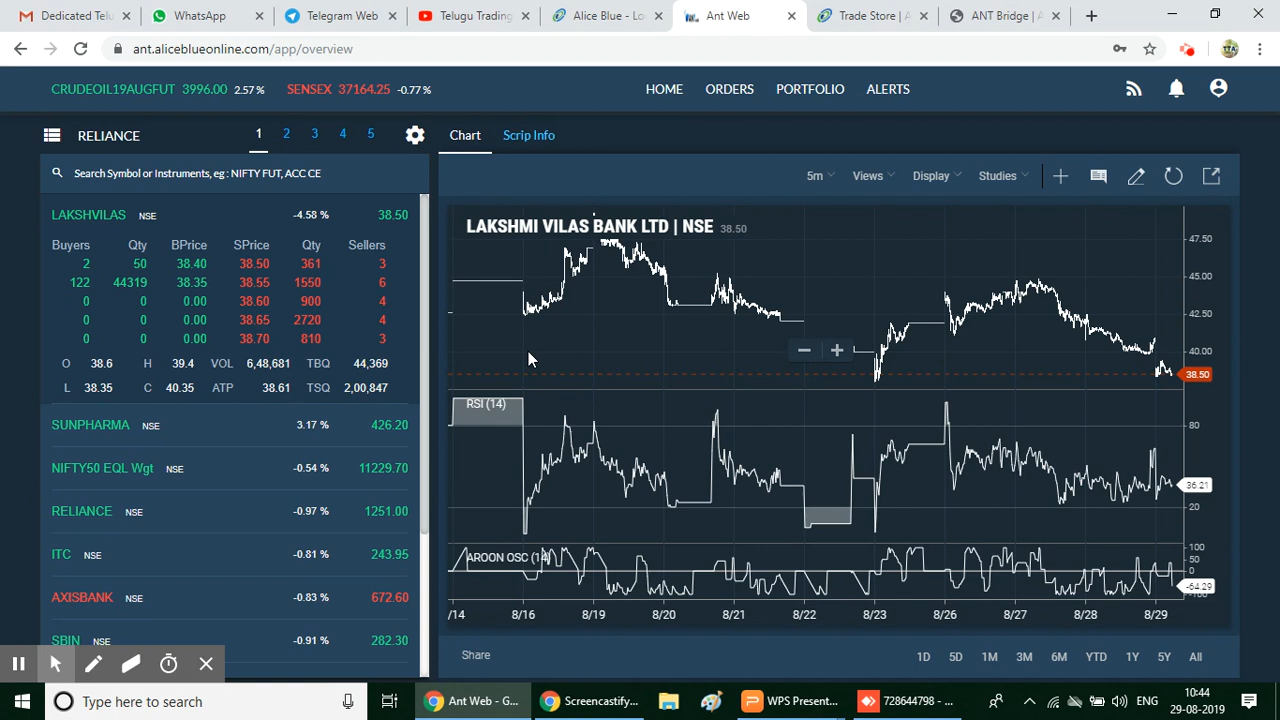 Dedicated Telu
WhatsApp
Telegram Web
Telugu Trading
Alice Blue - Lo
Ant Web
Trade Store | A
ANT Bridge | A
ant.aliceblueonline.com/app/overview
CRUDEOIL19AUGFUT 3996.00 2.57 % SENSEX 37164.25 -0.77 %
HOME ORDERS PORTFOLIO ALERTS
RELIANCE 1 2 3 4 5
Chart Scrip Info
Search Symbol or Instruments, eg : NIFTY FUT, ACC CE
5m Views Display Studies
LAKSHVILAS NSE -4.58 % 38.50
Buyers Qty BPrice SPrice Qty Sellers
2 50 38.40 38.50 361 3
122 44319 38.35 38.55 1550 6
0 0 0.00 38.60 900 4
0 0 0.00 38.65 2720 4
0 0 0.00 38.70 810 3
O 38.6 H 39.4 VOL 6,48,681 TBQ 44,369
L 38.35 C 40.35 ATP 38.61 TSQ 2,00,847
SUNPHARMA NSE 3.17 % 426.20
NIFTY50 EQL Wgt NSE -0.54 % 11229.70
RELIANCE NSE -0.97 % 1251.00
ITC NSE -0.81 % 243.95
AXISBANK NSE -0.83 % 672.60
SBIN NSE -0.91 % 282.30
LAKSHMI VILAS BANK LTD | NSE 38.50
47.50
45.00
42.50
40.00
38.50
RSI (14)
80
36.21
20
AROON OSC (14)
100
50
0
-64.29
-100
/14 8/16 8/19 8/20 8/21 8/22 8/23 8/26 8/27 8/28 8/29
Share
1D 5D 1M 3M 6M YTD 1Y 5Y All
Type here to search
Ant Web - G...
Screencastify...
WPS Present...
728644798 - ...
ENG
10:44
29-08-2019